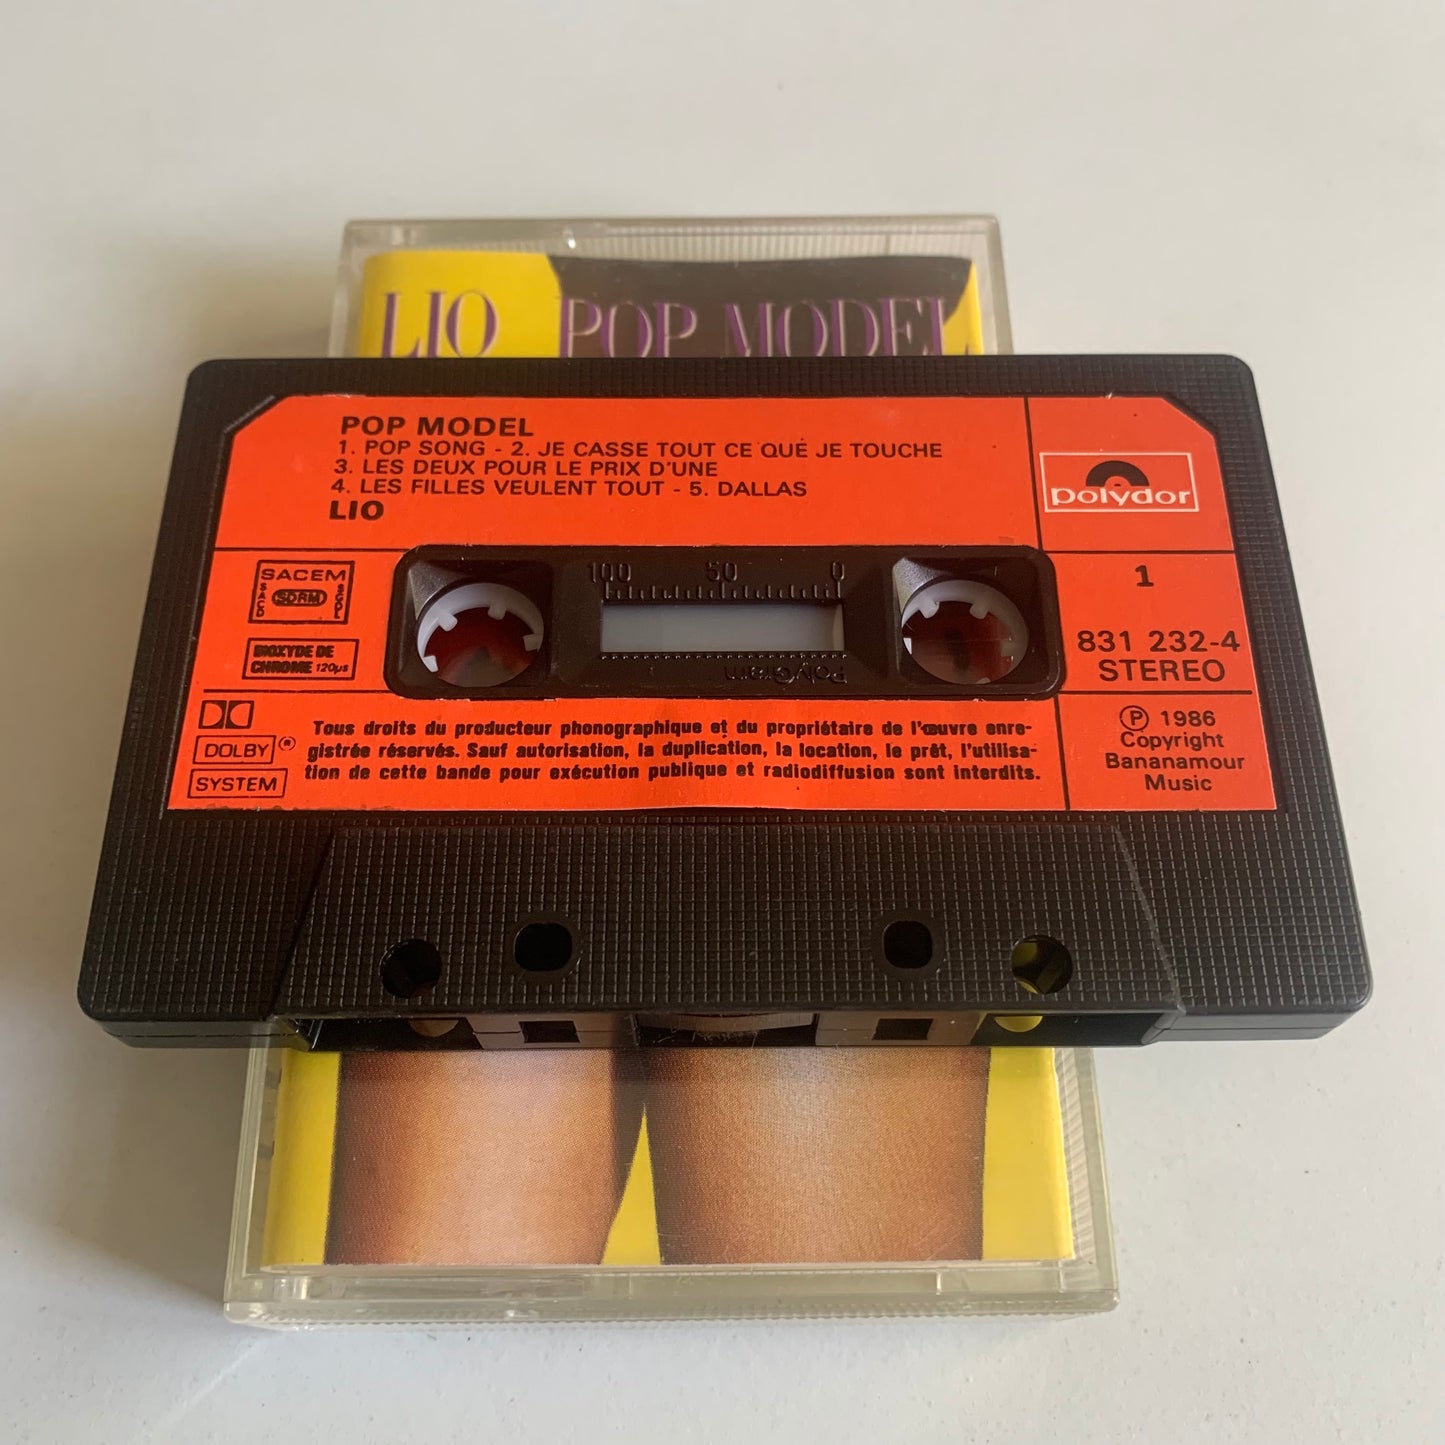 LIO POP MODEL
POP MODEL
1. POP SONG - 2. JE CASSE TOUT CE QUE JE TOUCHE
3. LES DEUX POUR LE PRIX D'UNE
4. LES FILLES VEULENT TOUT - 5. DALLAS
LIO
polydor
SACEM
SACD SDRM SGDL
DIOXYDE DE
CHROME 120µs
100 50 0
PolyGram
1
831 232-4
STEREO
DOLBY ®
SYSTEM
Tous droits du producteur phonographique et du propriétaire de l'œuvre enre-
gistrée réservés. Sauf autorisation, la duplication, la location, le prêt, l'utilisa-
tion de cette bande pour exécution publique et radiodiffusion sont interdits.
℗ 1986
Copyright
Bananamour
Music